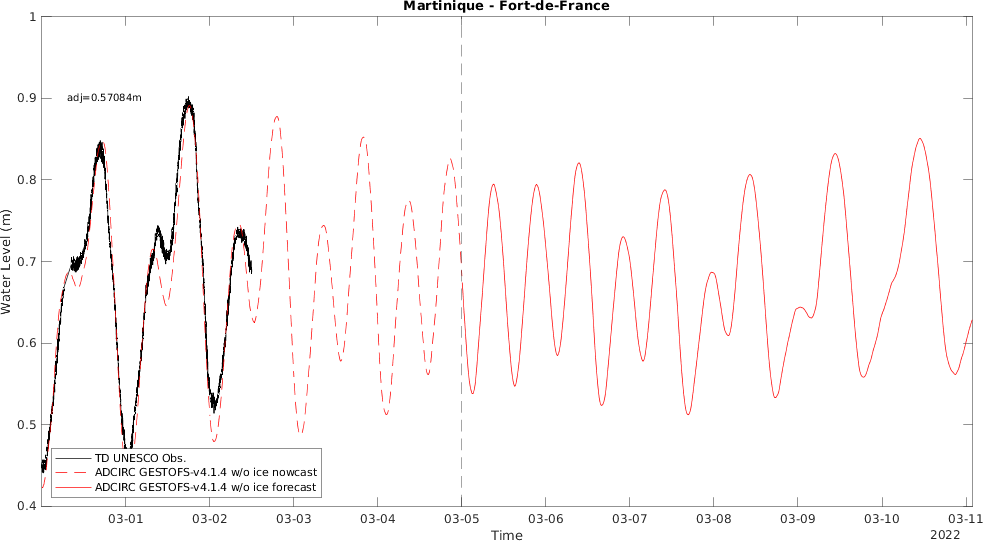 Martinique - Fort-de-France
Water Level (m)
1
0.9
0.8
0.7
0.6
0.5
0.4
adj=0.57084m
TD UNESCO Obs.
ADCIRC GESTOFS-v4.1.4 w/o ice nowcast
ADCIRC GESTOFS-v4.1.4 w/o ice forecast
03-01 03-02 03-03 03-04 03-05 03-06 03-07 03-08 03-09 03-10 03-11
Time
2022